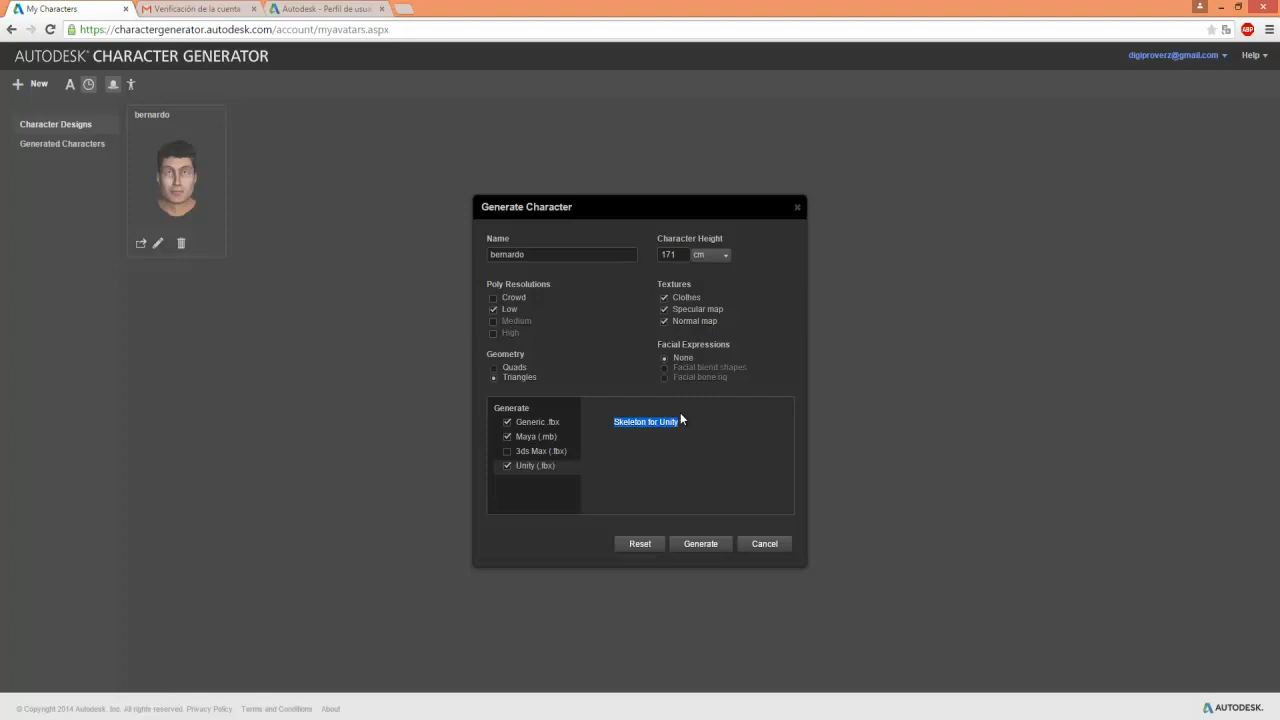 My Characters
Verificación de la cuenta
Autodesk - Perfil de usu
https://charactergenerator.autodesk.com/account/myavatars.aspx
ABP
AUTODESK® CHARACTER GENERATOR
digiproverz@gmail.com
Help
New
A
Character Designs
Generated Characters
bernardo
Generate Character
Name
Character Height
bernardo
171
cm
Poly Resolutions
Textures
Crowd
Clothes
Low
Specular map
Medium
Normal map
High
Facial Expressions
Geometry
None
Quads
Facial blend shapes
Triangles
Facial bone rig
Generate
Generic .fbx
Skeleton for Unity
Maya (.mb)
3ds Max (.fbx)
Unity (.fbx)
Reset
Generate
Cancel
© Copyright 2014 Autodesk, Inc. All rights reserved. Privacy Policy Terms and Conditions About
AUTODESK.